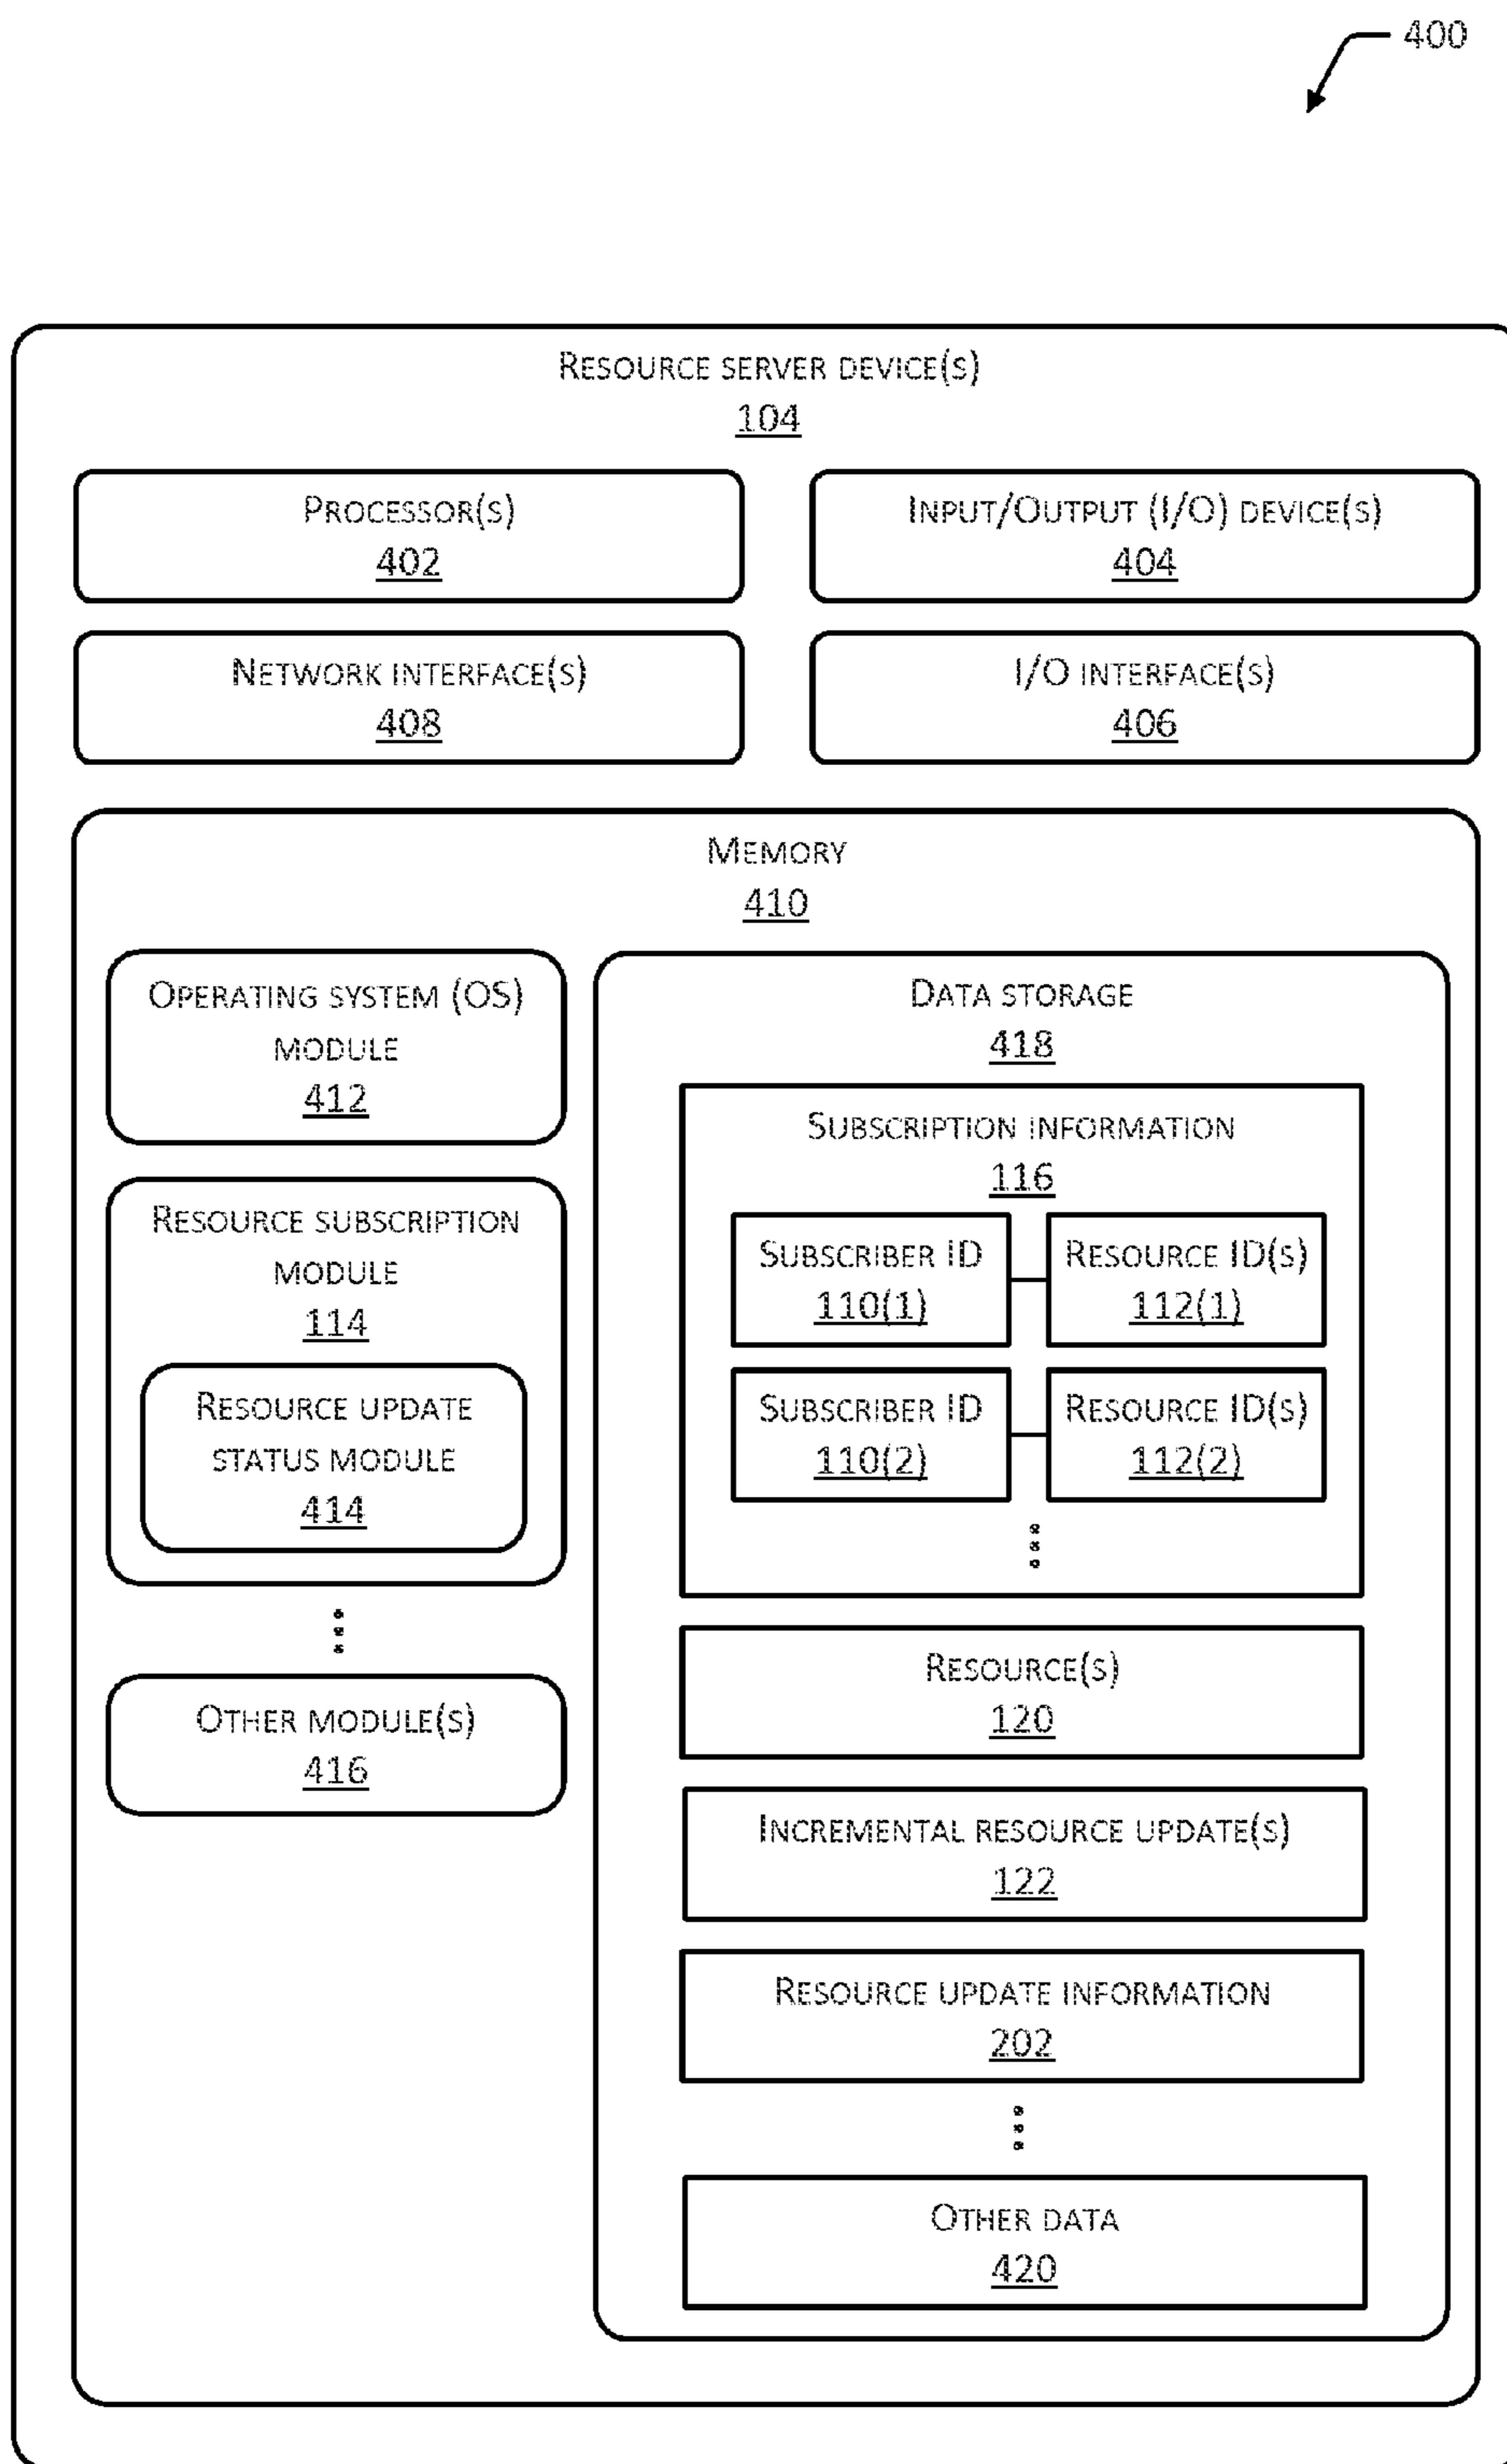 400
Resource server device(s)
104
Processor(s)
402
Input/Output (I/O) device(s)
404
Network interface(s)
408
I/O interface(s)
406
Memory
410
Operating system (OS)
module
412
Resource subscription
module
114
Resource update
status module
414
Other module(s)
416
Data storage
418
Subscription information
116
Subscriber ID
110(1)
Resource ID(s)
112(1)
Subscriber ID
110(2)
Resource ID(s)
112(2)
Resource(s)
120
Incremental resource update(s)
122
Resource update information
202
Other data
420